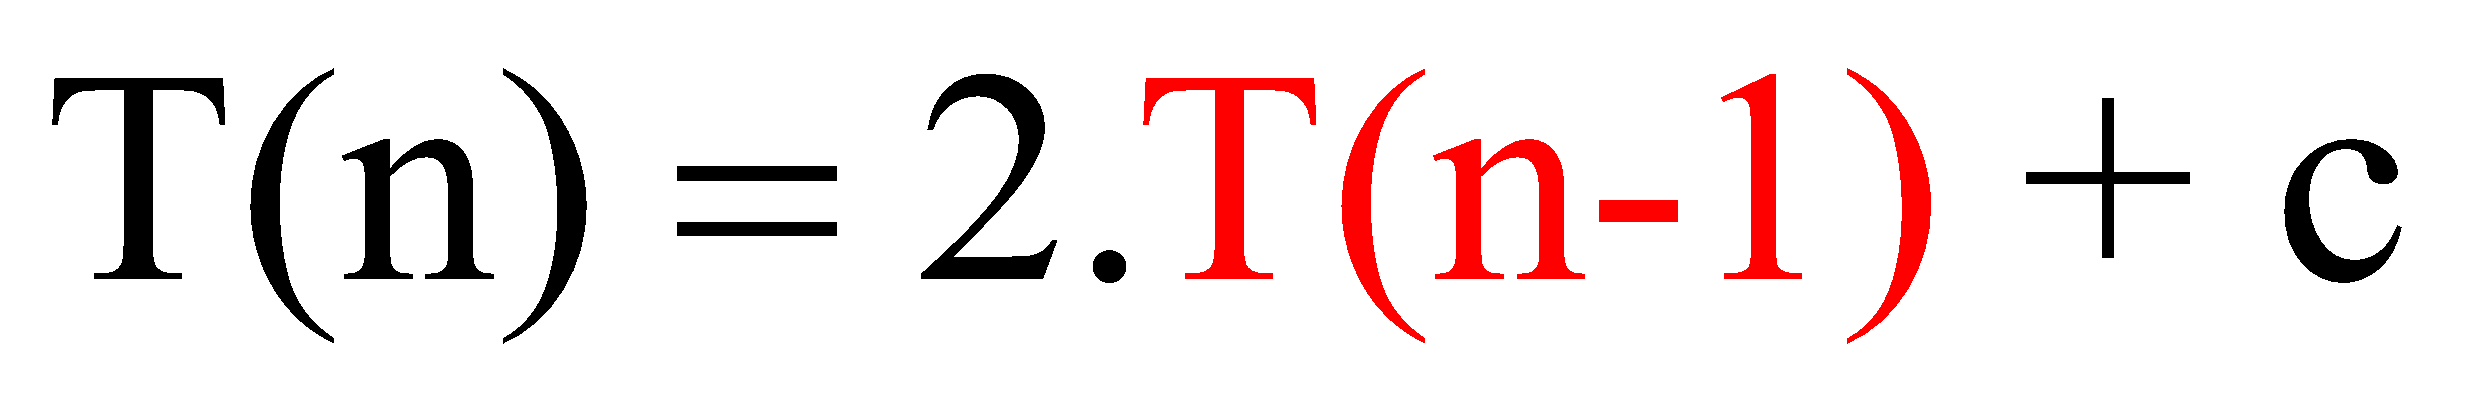 T(n) = 2.T(n-1) + c